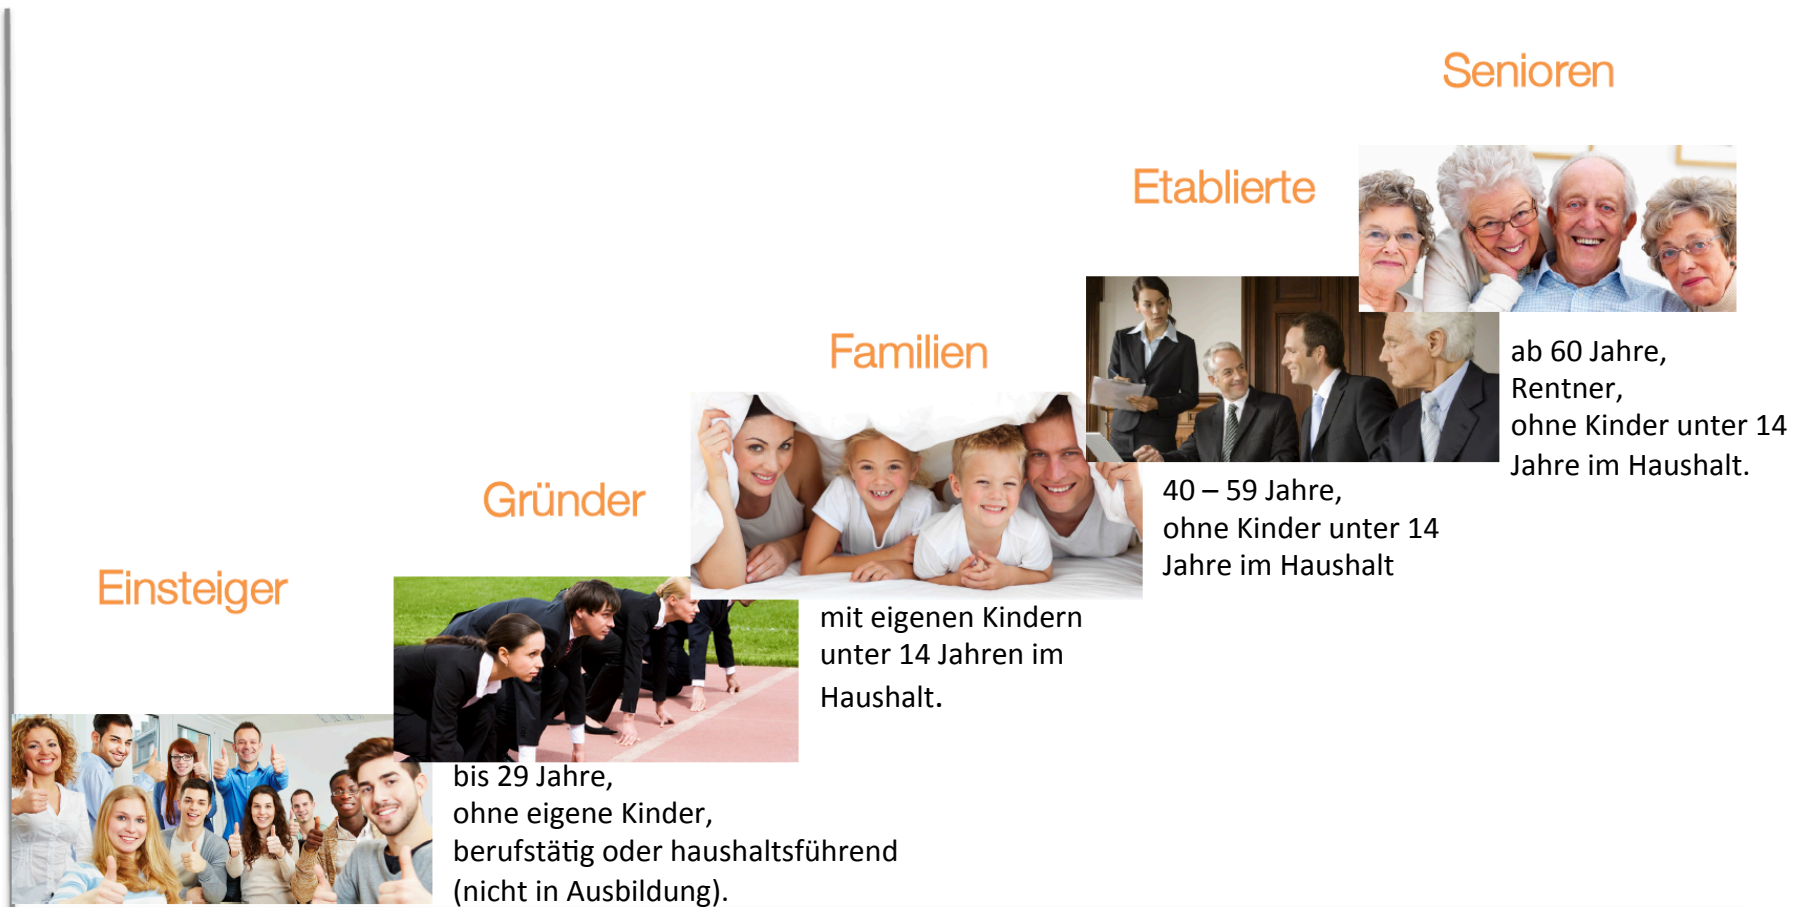 Senioren
Etablierte
ab 60 Jahre,
Rentner,
ohne Kinder unter 14
Jahre im Haushalt.
Familien
40 – 59 Jahre,
ohne Kinder unter 14
Jahre im Haushalt
Gründer
mit eigenen Kindern
unter 14 Jahren im
Haushalt.
Einsteiger
bis 29 Jahre,
ohne eigene Kinder,
berufstätig oder haushaltsführend
(nicht in Ausbildung).